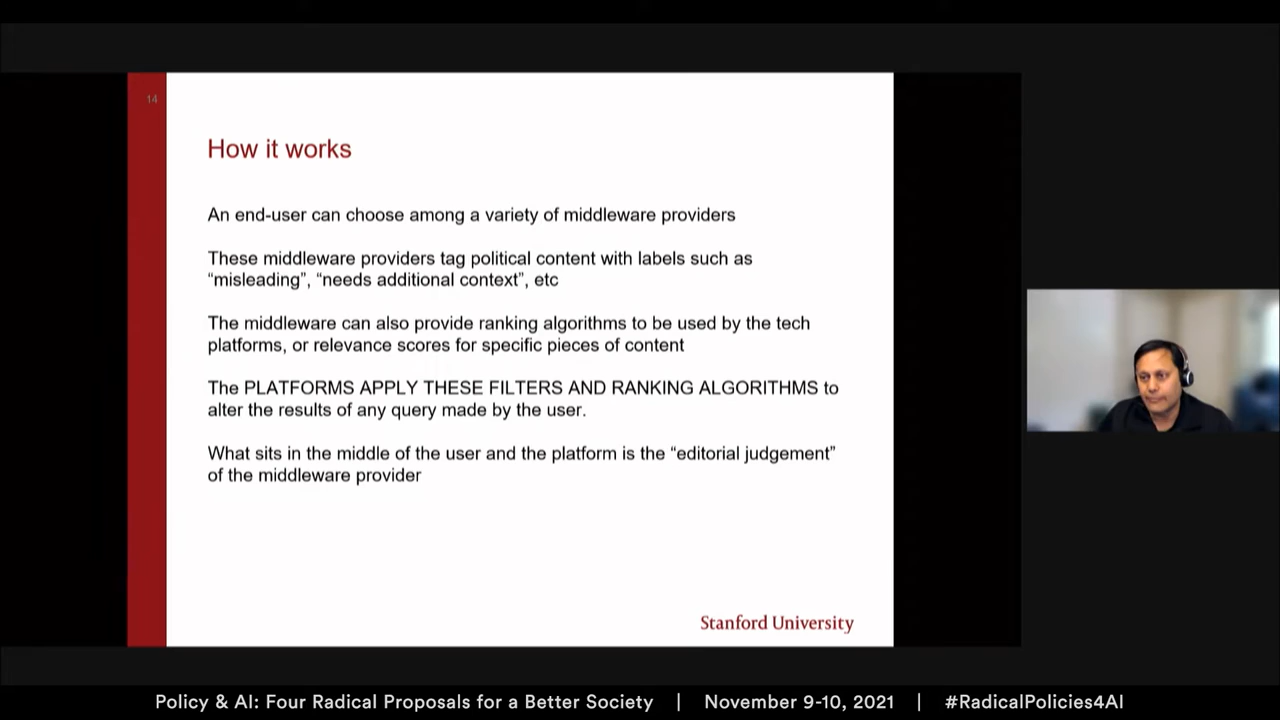 14
How it works
An end-user can choose among a variety of middleware providers
These middleware providers tag political content with labels such as
“misleading”, “needs additional context”, etc
The middleware can also provide ranking algorithms to be used by the tech
platforms, or relevance scores for specific pieces of content
The PLATFORMS APPLY THESE FILTERS AND RANKING ALGORITHMS to
alter the results of any query made by the user.
What sits in the middle of the user and the platform is the “editorial judgement”
of the middleware provider
Stanford University
Policy & AI: Four Radical Proposals for a Better Society | November 9-10, 2021 | #RadicalPolicies4AI